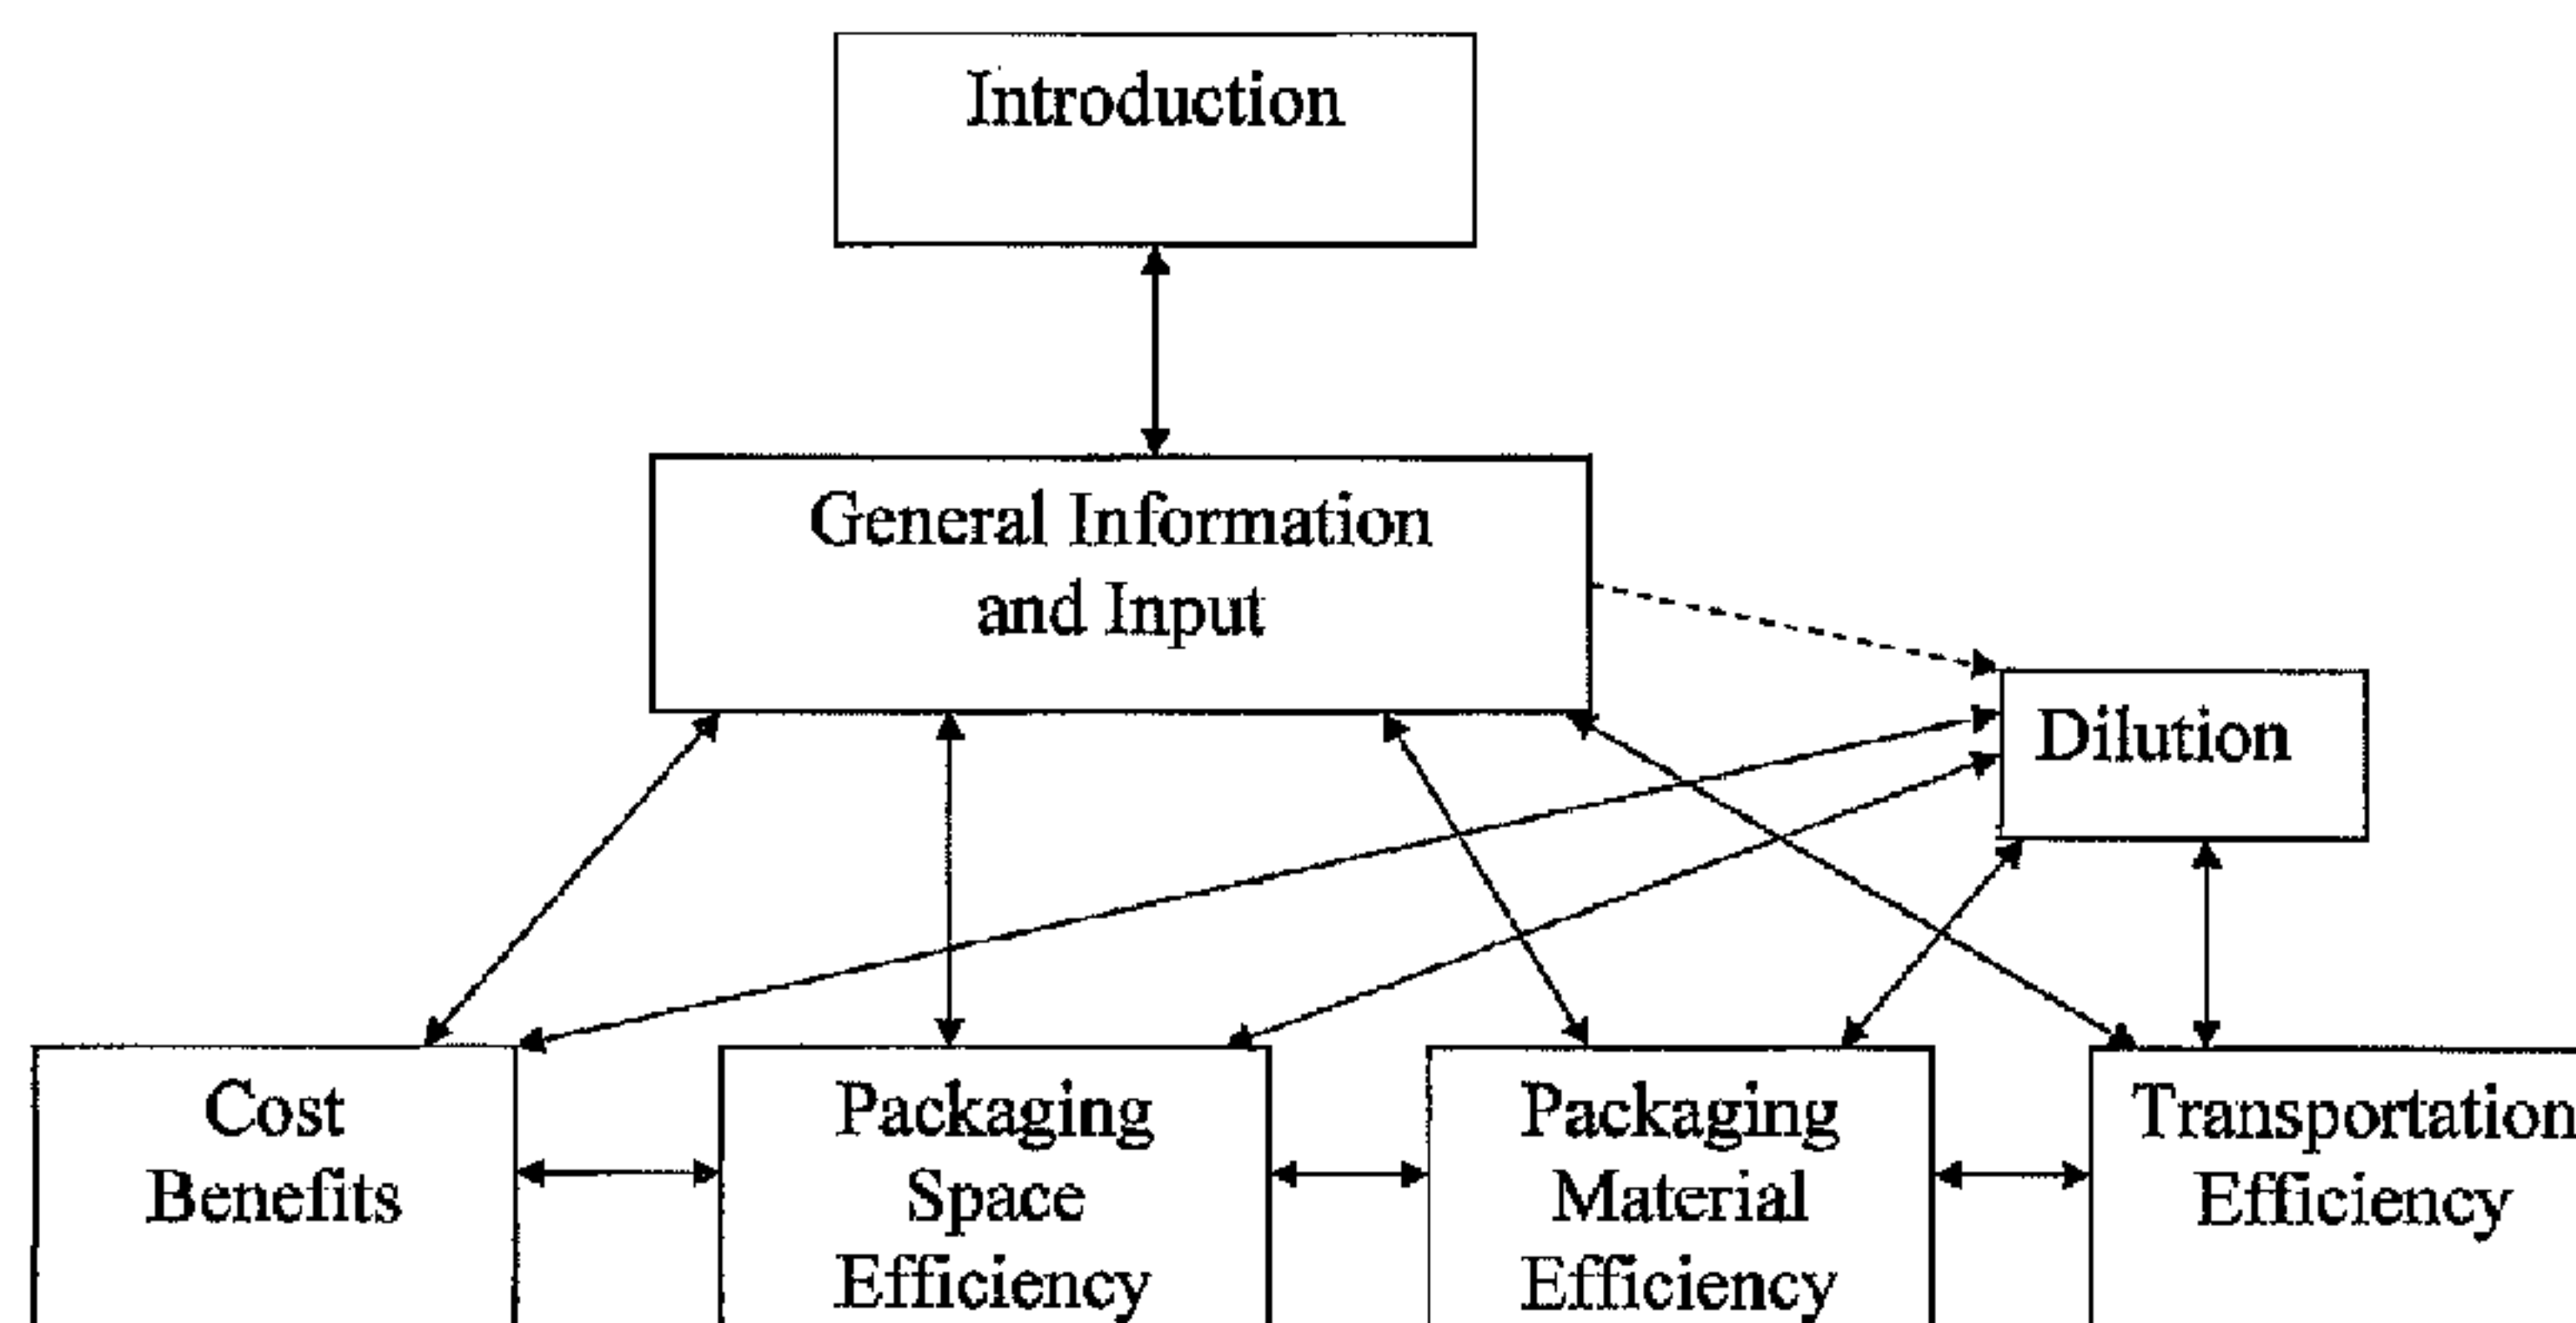 Introduction
General Information
and Input
Dilution
Cost
Benefits
Packaging
Space
Efficiency
Packaging
Material
Efficiency
Transportation
Efficiency